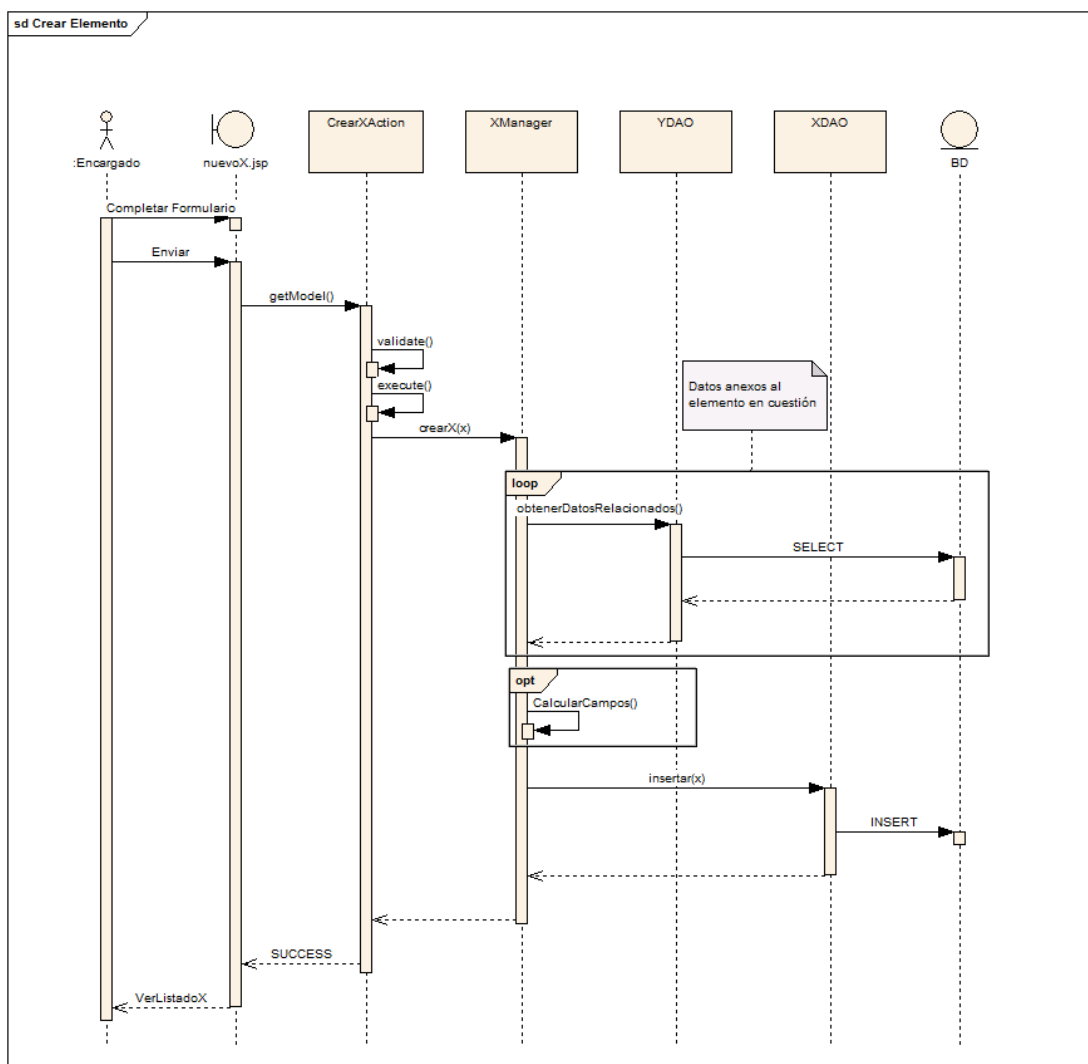 sd Crear Elemento
:Encargado
nuevoX.jsp
CrearXAction
XManager
YDAO
XDAO
BD
Completar Formulario
Enviar
getModel()
validate()
execute()
crearX(x)
Datos anexos al
elemento en cuestión
loop
obtenerDatosRelacionados()
SELECT
opt
CalcularCampos()
insertar(x)
INSERT
SUCCESS
VerListadoX